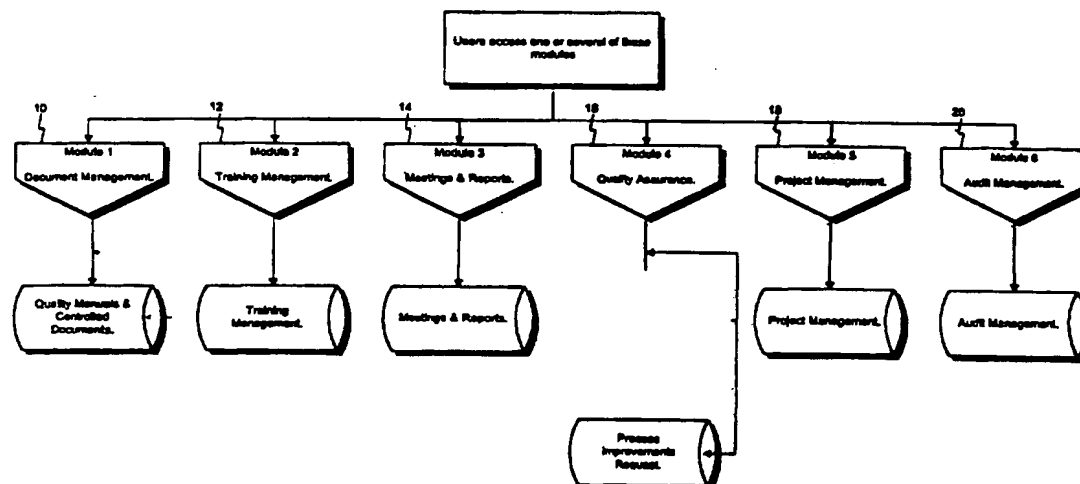 Users access one or several of these
modules
10
12
14
16
18
20
Module 1
Document Management.
Module 2
Training Management.
Module 3
Meetings & Reports.
Module 4
Quality Assurance.
Module 5
Project Management.
Module 6
Audit Management.
Quality Manuals &
Controlled
Documents.
Training
Management.
Meetings & Reports.
Project Management.
Audit Management.
Process
Improvements
Request.